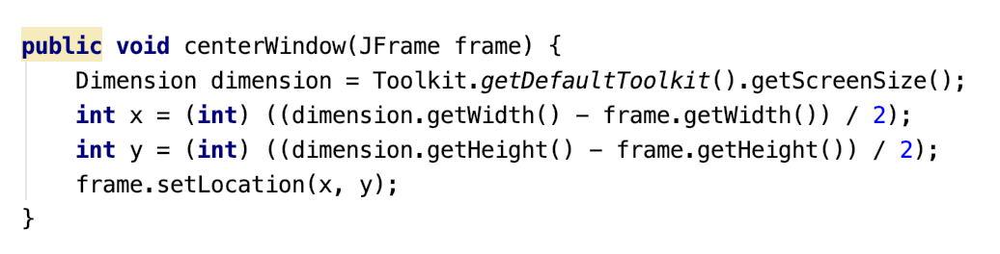 public void centerWindow(JFrame frame) {
    Dimension dimension = Toolkit.getDefaultToolkit().getScreenSize();
    int x = (int) ((dimension.getWidth() - frame.getWidth()) / 2);
    int y = (int) ((dimension.getHeight() - frame.getHeight()) / 2);
    frame.setLocation(x, y);
}